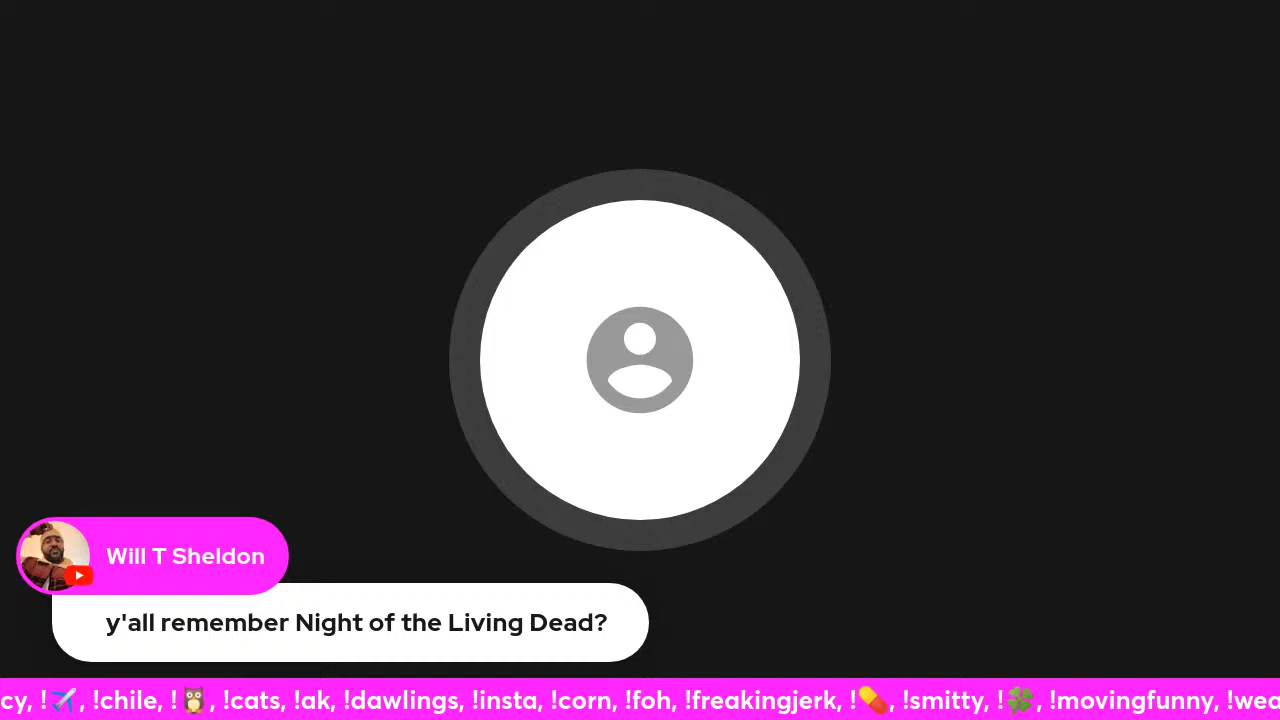 Will T Sheldon
y'all remember Night of the Living Dead?
cy, !✈️, !chile, !🦉, !cats, !ak, !dawlings, !insta, !corn, !foh, !freakingjerk, !💊, !smitty, !🍀, !movingfunny, !wea